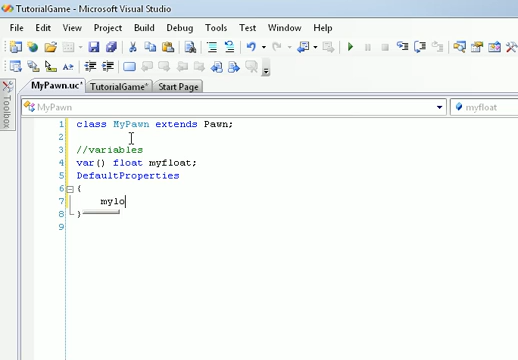 TutorialGame - Microsoft Visual Studio
File Edit View Project Build Debug Tools Test Window Help
MyPawn.uc* TutorialGame* Start Page
Toolbox
MyPawn myfloat
1 class MyPawn extends Pawn;
2
3 //variables
4 var() float myfloat;
5 DefaultProperties
6 {
7 mylo
8 }
9